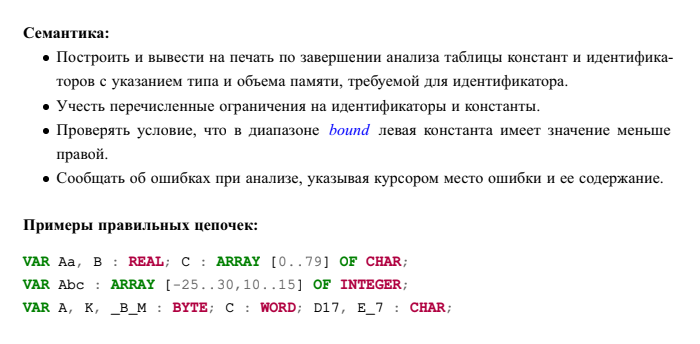 Семантика:
• Построить и вывести на печать по завершении анализа таблицы констант и идентифика-
торов с указанием типа и объема памяти, требуемой для идентификатора.
• Учесть перечисленные ограничения на идентификаторы и константы.
• Проверять условие, что в диапазоне bound левая константа имеет значение меньше
правой.
• Сообщать об ошибках при анализе, указывая курсором место ошибки и ее содержание.
Примеры правильных цепочек:
VAR Aa, B : REAL; C : ARRAY [0..79] OF CHAR;
VAR Abc : ARRAY [-25..30,10..15] OF INTEGER;
VAR A, K, _B_M : BYTE; C : WORD; D17, E_7 : CHAR;